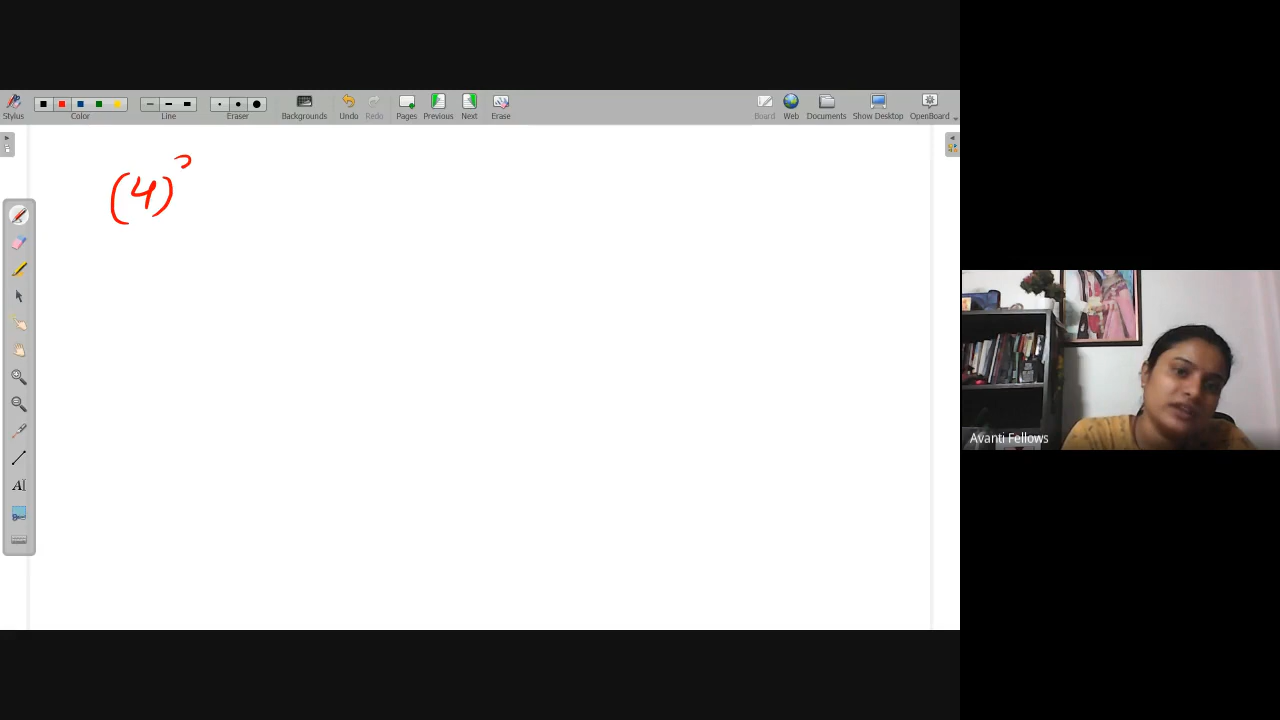 Stylus Color Line Eraser Backgrounds Undo Redo Pages Previous Next Erase Board Web Documents Show Desktop OpenBoard
(4)
Avanti Fellows